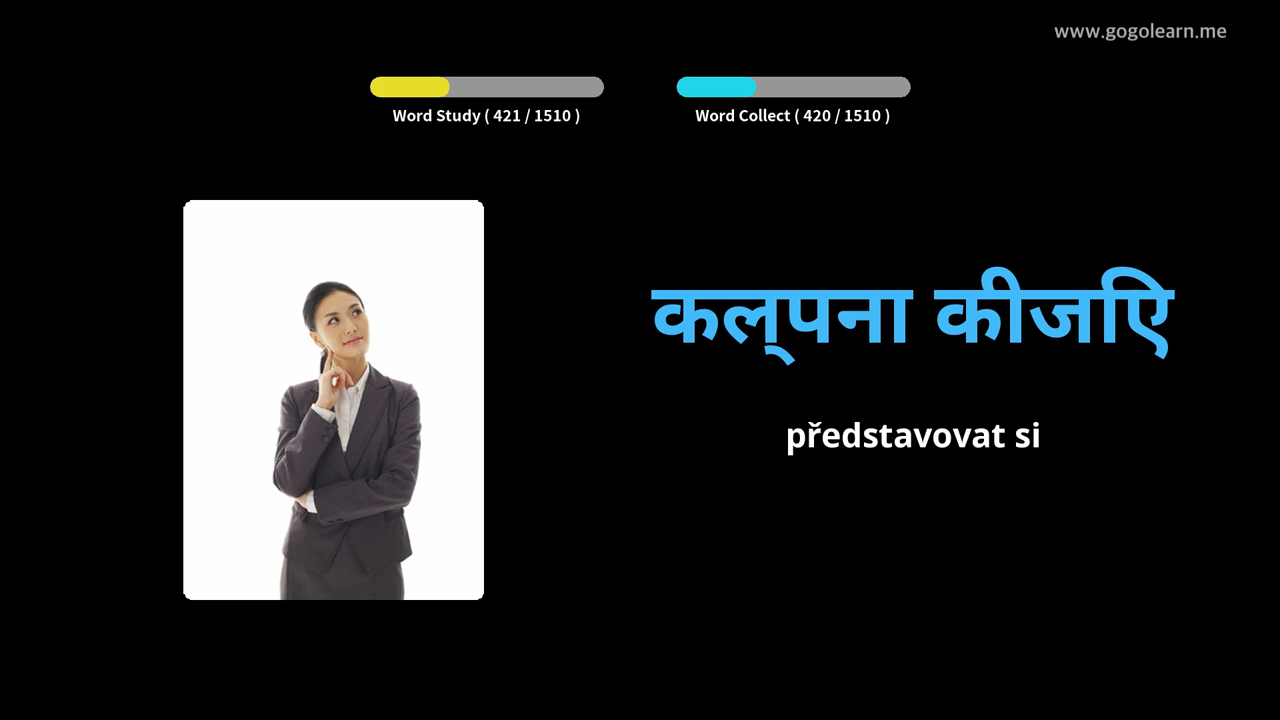 www.gogolearn.me
Word Study ( 421 / 1510 )
Word Collect ( 420 / 1510 )
कल्पना कीजिए
představovat si